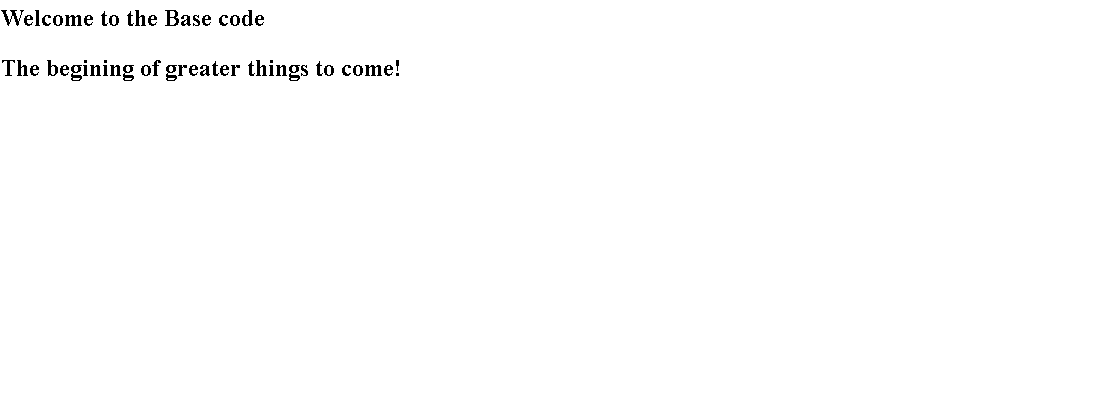 Welcome to the Base code
The begining of greater things to come!